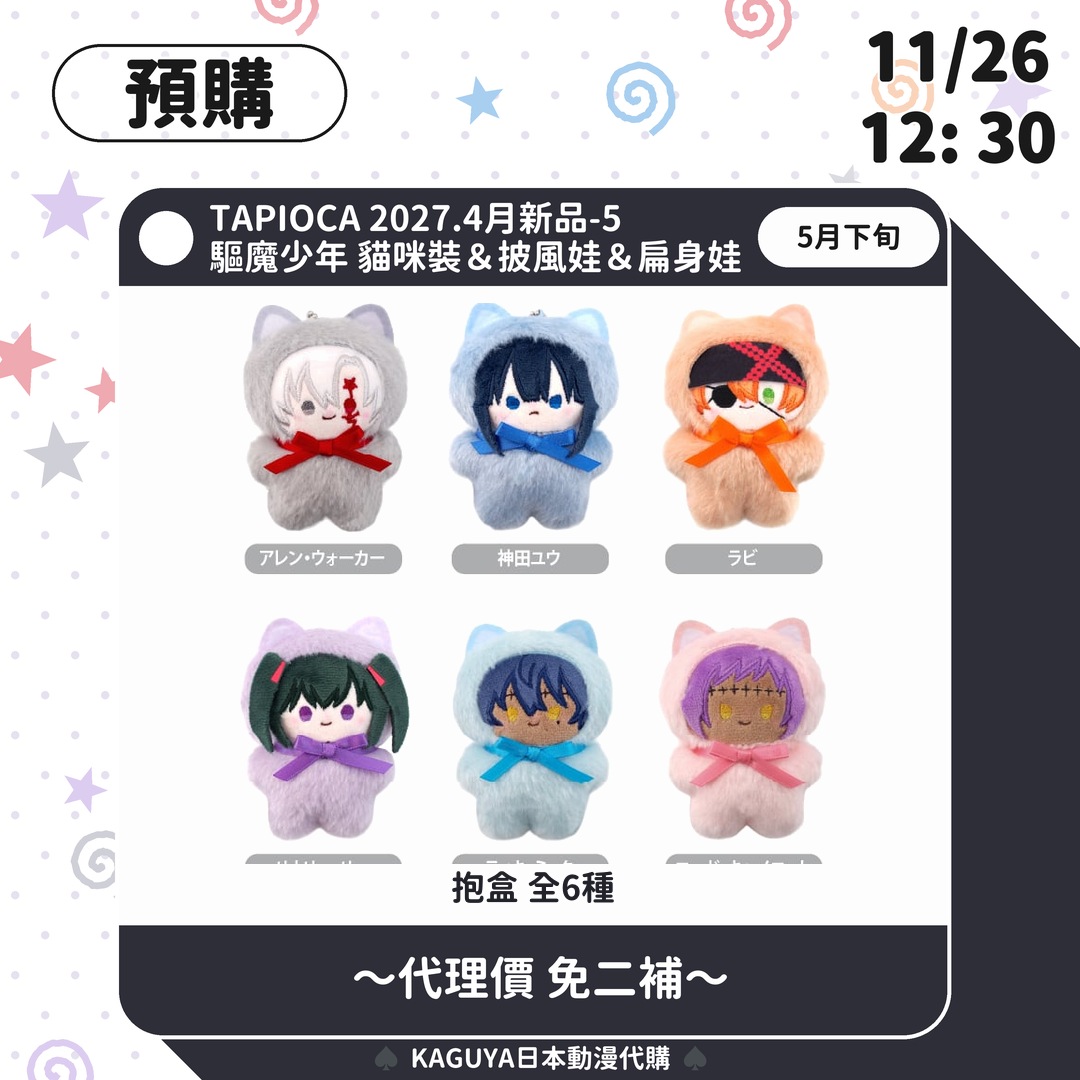 預購
11/26
12: 30
TAPIOCA 2027.4月新品-5
驅魔少年 貓咪裝＆披風娃＆扁身娃
5月下旬
アレン・ウォーカー
神田ユウ
ラビ
抱盒 全6種
～代理價 免二補～
KAGUYA日本動漫代購